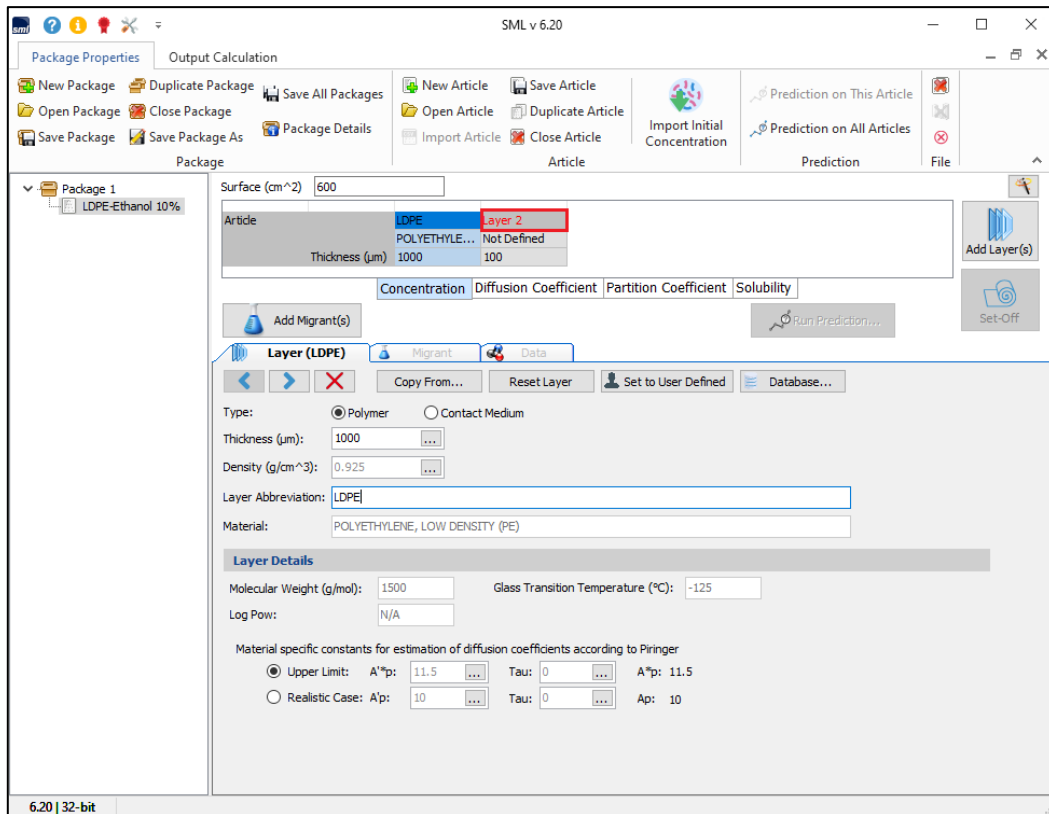 sml
SML v 6.20
Package Properties
Output Calculation
New Package
Duplicate Package
Save All Packages
Open Package
Close Package
Save Package
Save Package As
Package Details
Package
New Article
Save Article
Open Article
Duplicate Article
Import Article
Close Article
Import Initial
Concentration
Article
Prediction on This Article
Prediction on All Articles
Prediction
File
Package 1
LDPE-Ethanol 10%
Surface (cm^2) 600
Article LDPE Layer 2
POLYETHYLE... Not Defined
Thickness (µm) 1000 100
Add Layer(s)
Set-Off
Concentration Diffusion Coefficient Partition Coefficient Solubility
Add Migrant(s)
Run Prediction...
Layer (LDPE) Migrant Data
Copy From... Reset Layer Set to User Defined Database...
Type: Polymer Contact Medium
Thickness (µm): 1000 ...
Density (g/cm^3): 0.925 ...
Layer Abbreviation: LDPE
Material: POLYETHYLENE, LOW DENSITY (PE)
Layer Details
Molecular Weight (g/mol): 1500 Glass Transition Temperature (ºC): -125
Log Pow: N/A
Material specific constants for estimation of diffusion coefficients according to Piringer
Upper Limit: A'*p: 11.5 ... Tau: 0 ... A*p: 11.5
Realistic Case: A'p: 10 ... Tau: 0 ... Ap: 10
6.20 | 32-bit